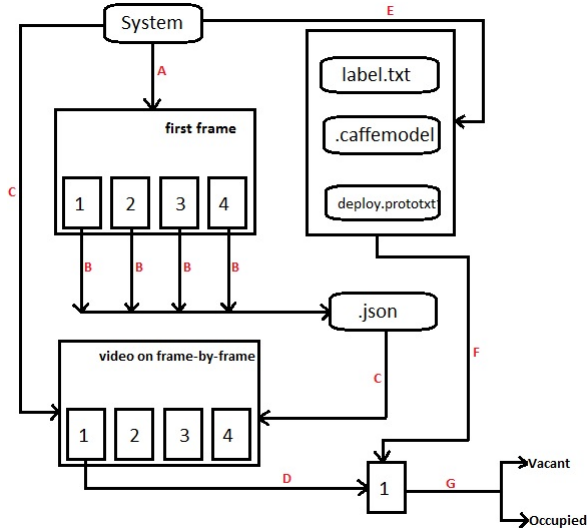 System
E
A
label.txt
first frame
.caffemodel
C
1 2 3 4
deploy.prototxt
B B B B
.json
video on frame-by-frame
F
C
1 2 3 4
Vacant
D
1
G
Occupied